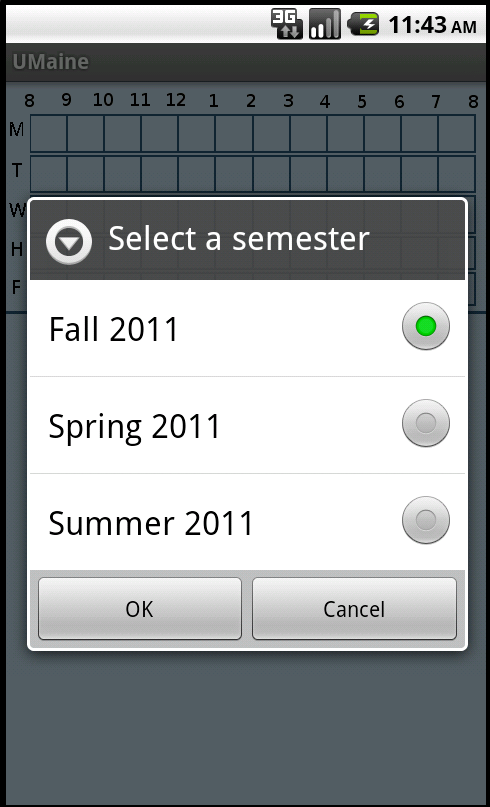 3G 11:43 AM
UMaine
8 9 10 11 12 1 2 3 4 5 6 7 8
M
T
W
H
F
Select a semester
Fall 2011
Spring 2011
Summer 2011
OK Cancel